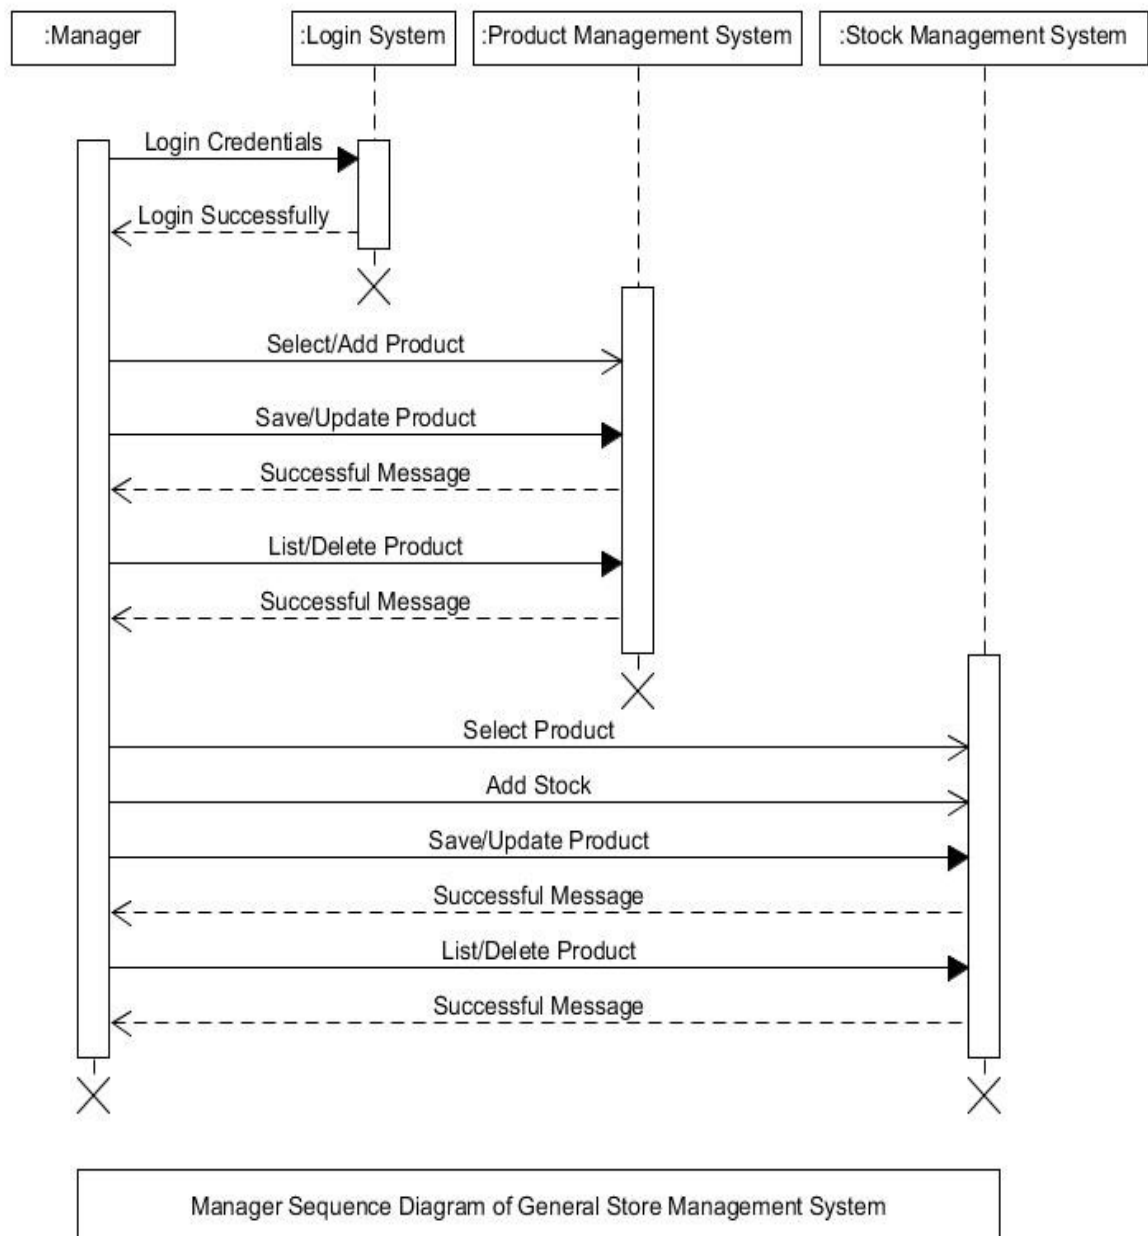 :Manager
:Login System
:Product Management System
:Stock Management System
Login Credentials
Login Successfully
Select/Add Product
Save/Update Product
Successful Message
List/Delete Product
Successful Message
Select Product
Add Stock
Save/Update Product
Successful Message
List/Delete Product
Successful Message
Manager Sequence Diagram of General Store Management System